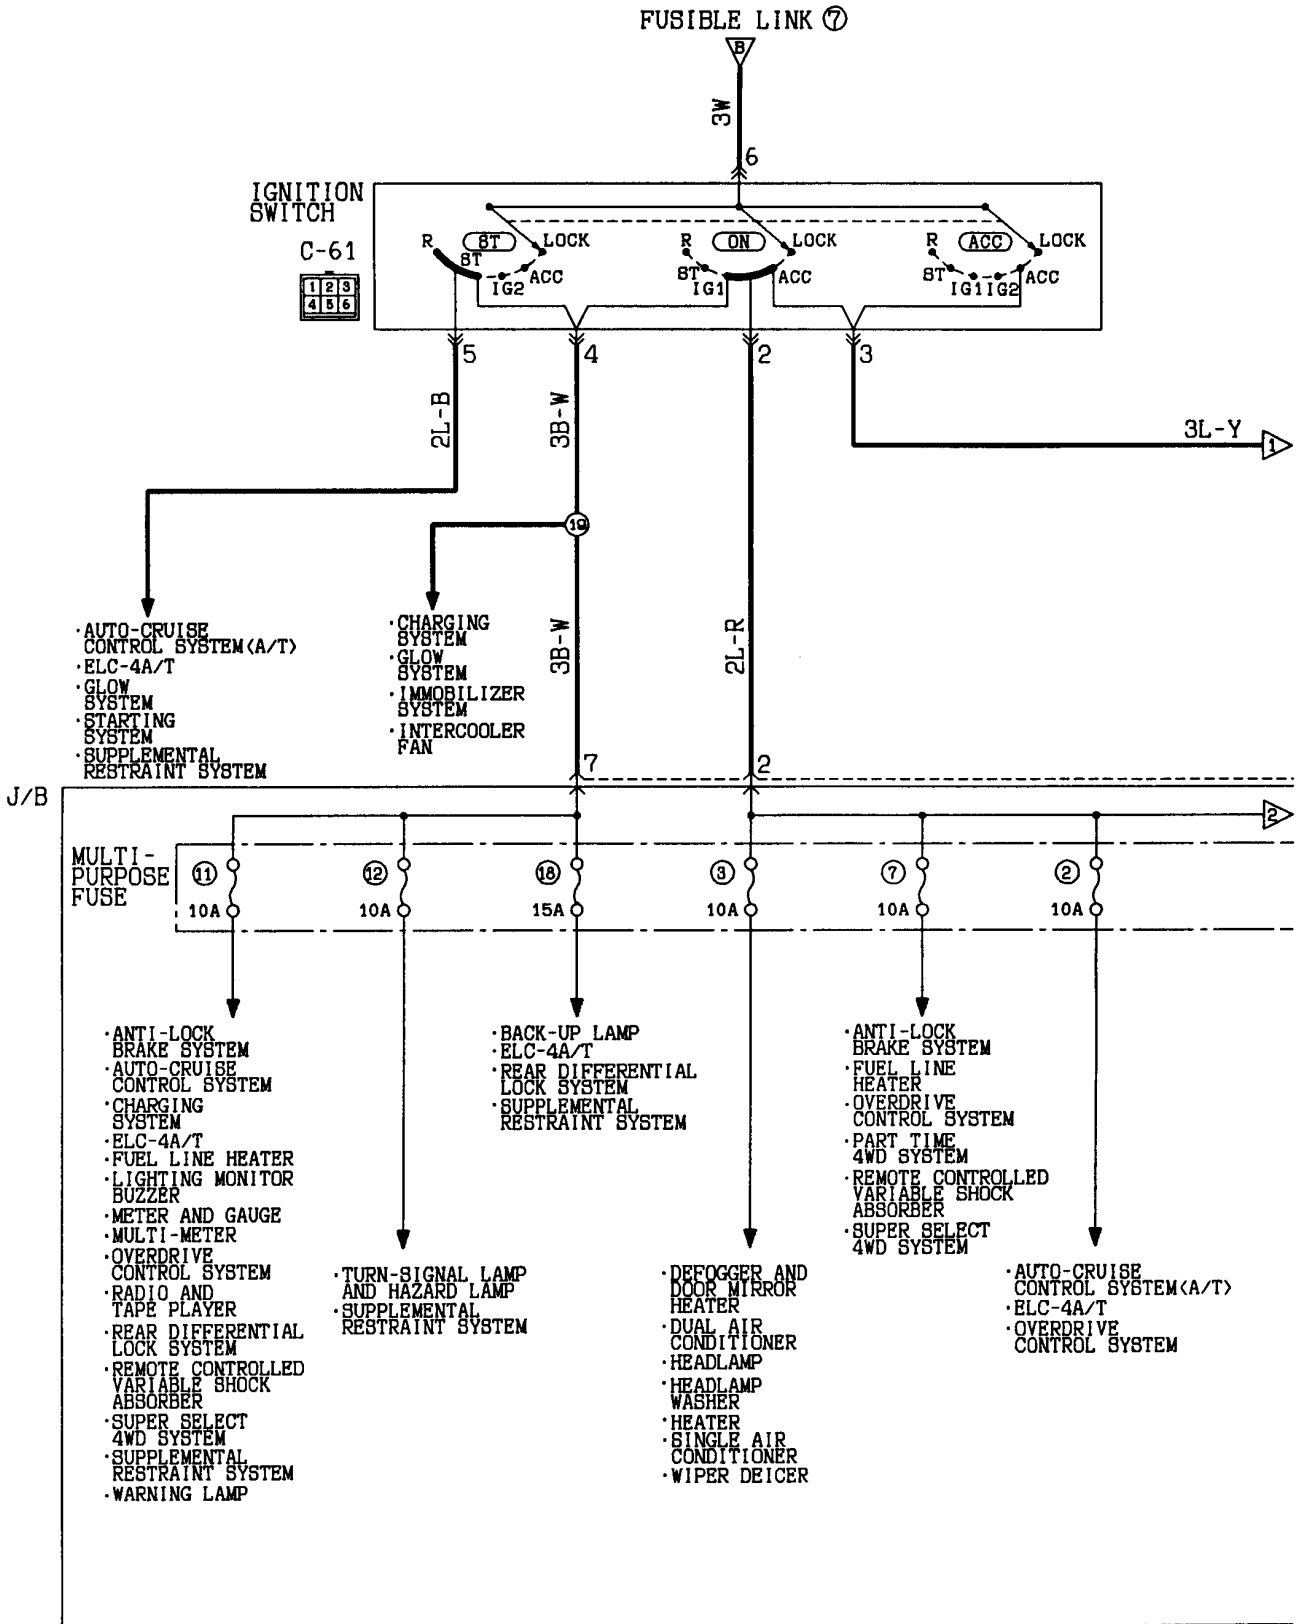 FUSIBLE LINK ⑦
B
3W
6
IGNITION
SWITCH
C-61
1 2 3
4 5 6
R
ST
LOCK
ST
IG2
ACC
R
ON
LOCK
ST
IG1
ACC
R
ACC
LOCK
ST
IG1 IG2
ACC
5
4
2
3
2L-B
3B-W
3L-Y
1
19
·AUTO-CRUISE
CONTROL SYSTEM<A/T>
·ELC-4A/T
·GLOW
SYSTEM
·STARTING
SYSTEM
·SUPPLEMENTAL
RESTRAINT SYSTEM
·CHARGING
SYSTEM
·GLOW
SYSTEM
·IMMOBILIZER
SYSTEM
·INTERCOOLER
FAN
3B-W
2L-R
7
2
J/B
2
MULTI-
PURPOSE
FUSE
⑪
10A
⑫
10A
⑱
15A
③
10A
⑦
10A
②
10A
·ANTI-LOCK
BRAKE SYSTEM
·AUTO-CRUISE
CONTROL SYSTEM
·CHARGING
SYSTEM
·ELC-4A/T
·FUEL LINE HEATER
·LIGHTING MONITOR
BUZZER
·METER AND GAUGE
·MULTI-METER
·OVERDRIVE
CONTROL SYSTEM
·RADIO AND
TAPE PLAYER
·REAR DIFFERENTIAL
LOCK SYSTEM
·REMOTE CONTROLLED
VARIABLE SHOCK
ABSORBER
·SUPER SELECT
4WD SYSTEM
·SUPPLEMENTAL
RESTRAINT SYSTEM
·WARNING LAMP
·TURN-SIGNAL LAMP
AND HAZARD LAMP
·SUPPLEMENTAL
RESTRAINT SYSTEM
·BACK-UP LAMP
·ELC-4A/T
·REAR DIFFERENTIAL
LOCK SYSTEM
·SUPPLEMENTAL
RESTRAINT SYSTEM
·DEFOGGER AND
DOOR MIRROR
HEATER
·DUAL AIR
CONDITIONER
·HEADLAMP
·HEADLAMP
WASHER
·HEATER
·SINGLE AIR
CONDITIONER
·WIPER DEICER
·ANTI-LOCK
BRAKE SYSTEM
·FUEL LINE
HEATER
·OVERDRIVE
CONTROL SYSTEM
·PART TIME
4WD SYSTEM
·REMOTE CONTROLLED
VARIABLE SHOCK
ABSORBER
·SUPER SELECT
4WD SYSTEM
·AUTO-CRUISE
CONTROL SYSTEM<A/T>
·ELC-4A/T
·OVERDRIVE
CONTROL SYSTEM